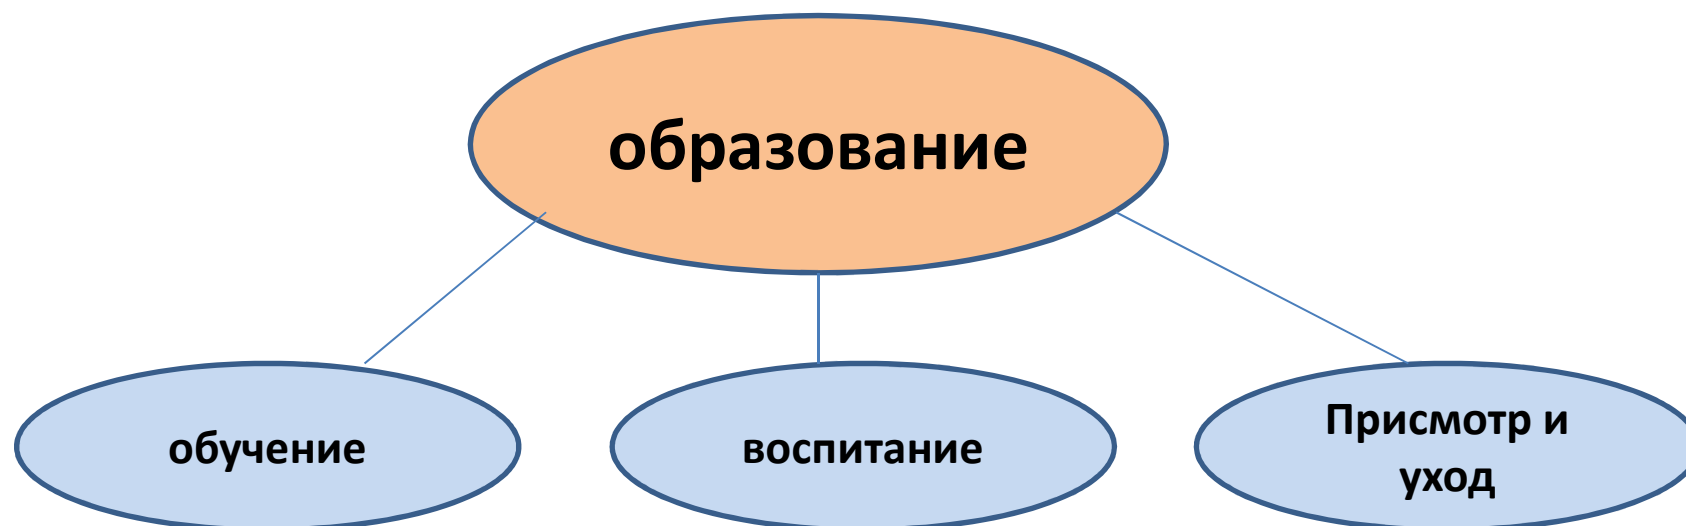 образование
обучение
воспитание
Присмотр и
уход